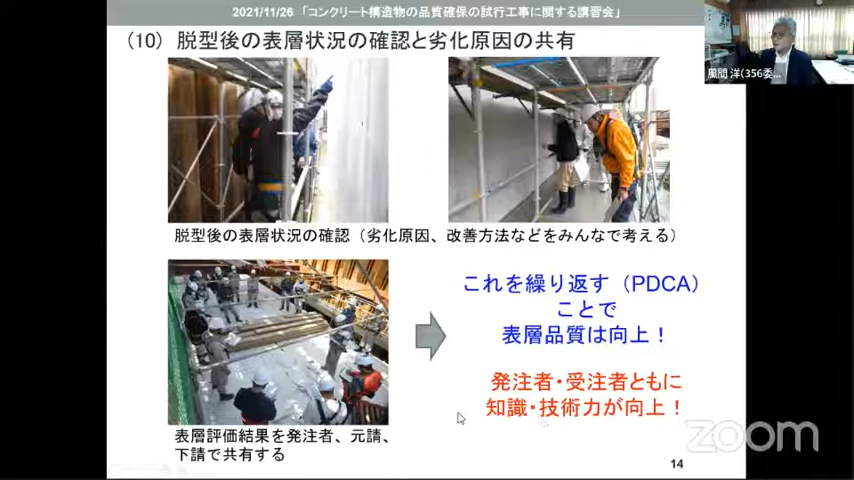 2021/11/26 「コンクリート構造物の品質確保の試行工事に関する講習会」
(10) 脱型後の表層状況の確認と劣化原因の共有
風間 洋(356委...
脱型後の表層状況の確認（劣化原因、改善方法などをみんなで考える）
これを繰り返す（PDCA）
ことで
表層品質は向上！
発注者・受注者ともに
知識・技術力が向上！
表層評価結果を発注者、元請、
下請で共有する
zoom
14